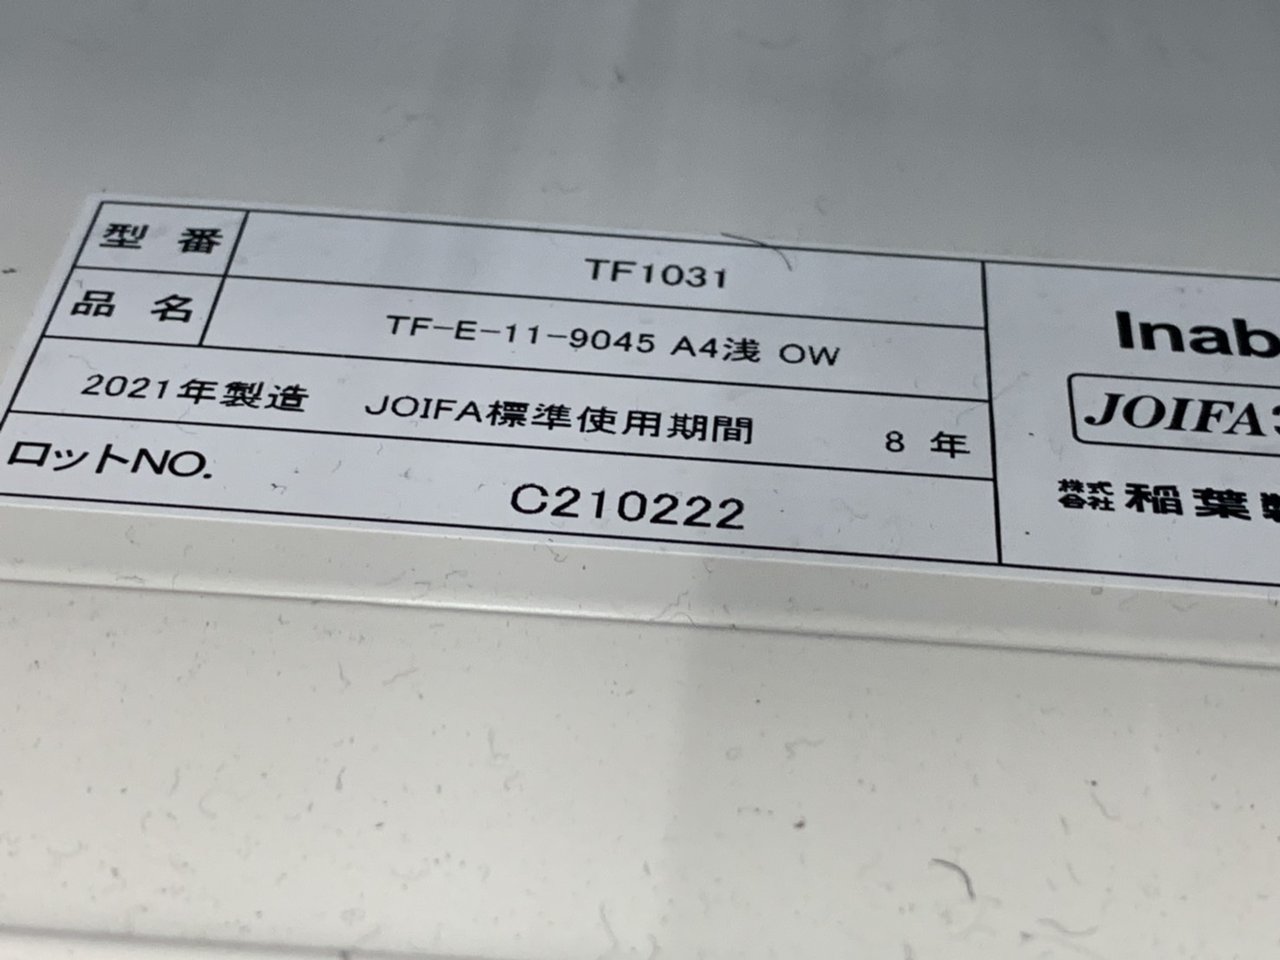 型番 TF1031
品名 TF-E-11-9045 A4浅 OW
2021年製造 JOIFA標準使用期間 8年
ロットNO. C210222
Inab
JOIFA3
株式会社 稲葉製